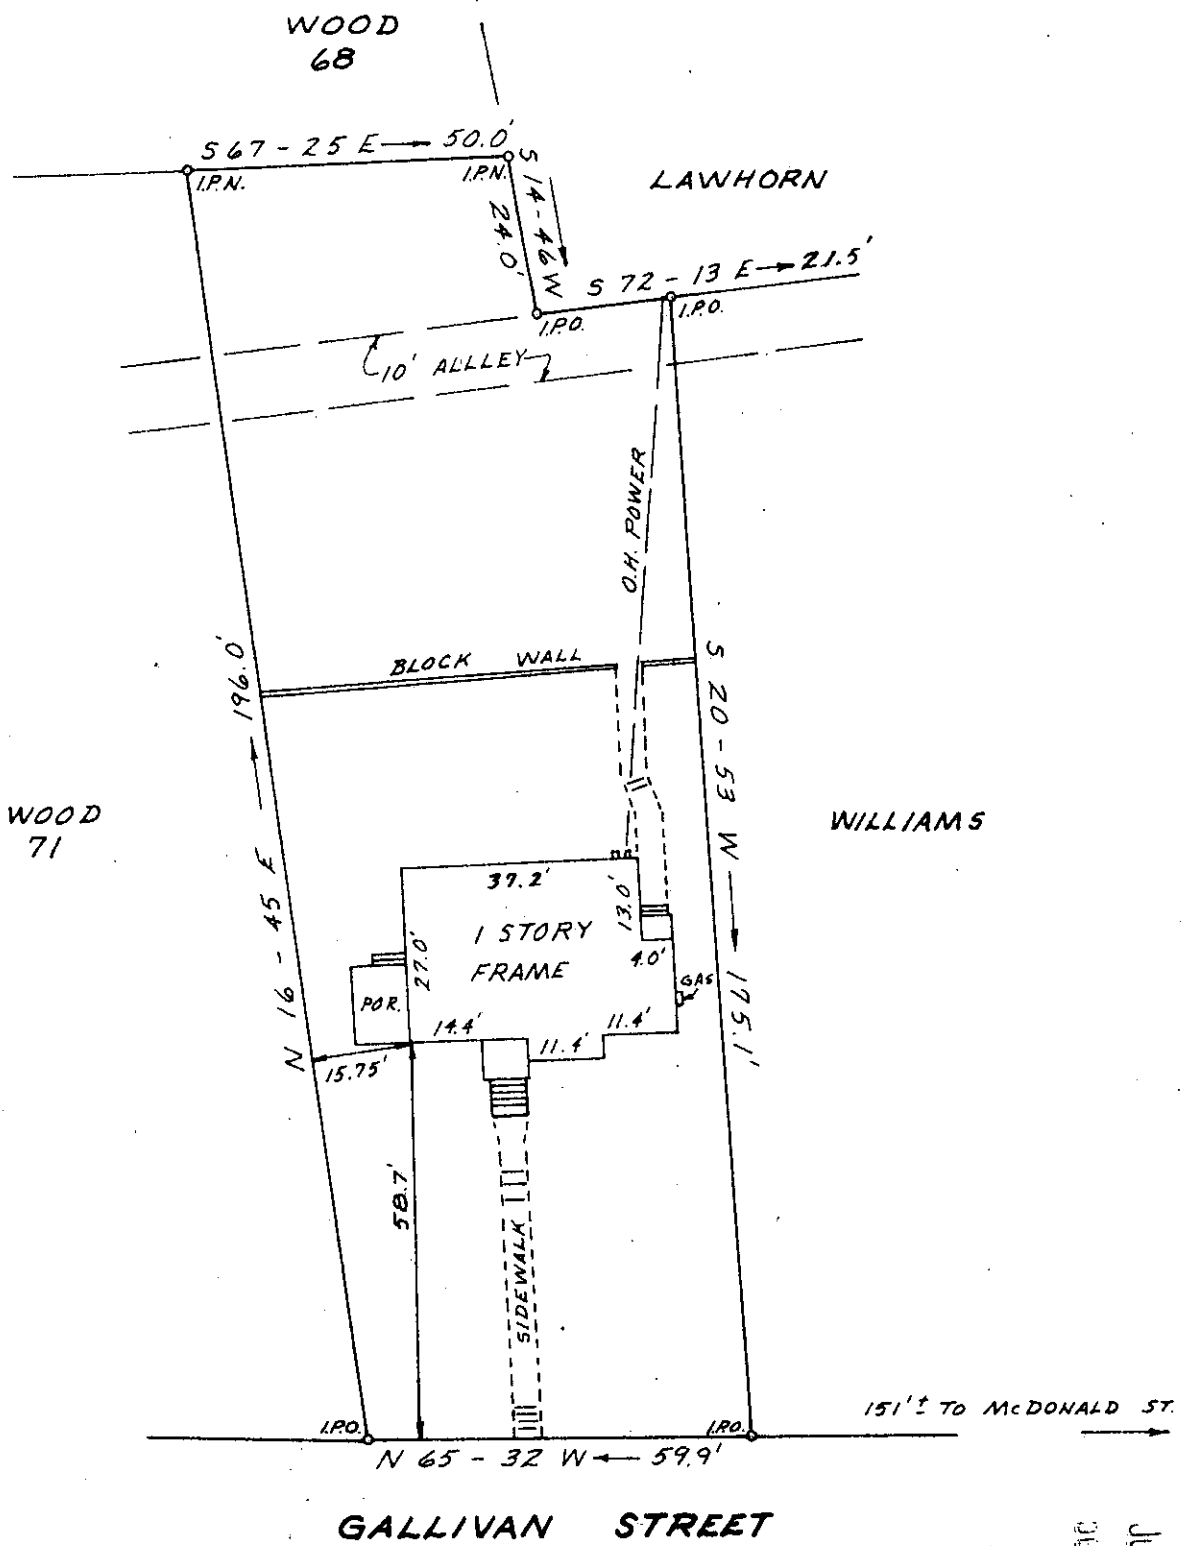 WOOD
68
S 67 - 25 E → 50.0'
I.P.N.
I.P.N.
S 14 - 46 W
24.0'
LAWHORN
S 72 - 13 E → 21.5'
I.P.O.
I.P.O.
10' ALLLEY
O.H. POWER
BLOCK WALL
N 16 - 45 E → 196.0'
S 20 - 53 W → 175.1'
WOOD
71
WILLIAMS
37.2'
13.0'
1 STORY
FRAME
27.0'
4.0'
GAS
POR.
14.4'
11.4'
11.4'
15.75'
58.7'
SIDEWALK
I.P.O.
I.P.O.
151'± TO McDONALD ST.
N 65 - 32 W ← 59.9'
GALLIVAN STREET